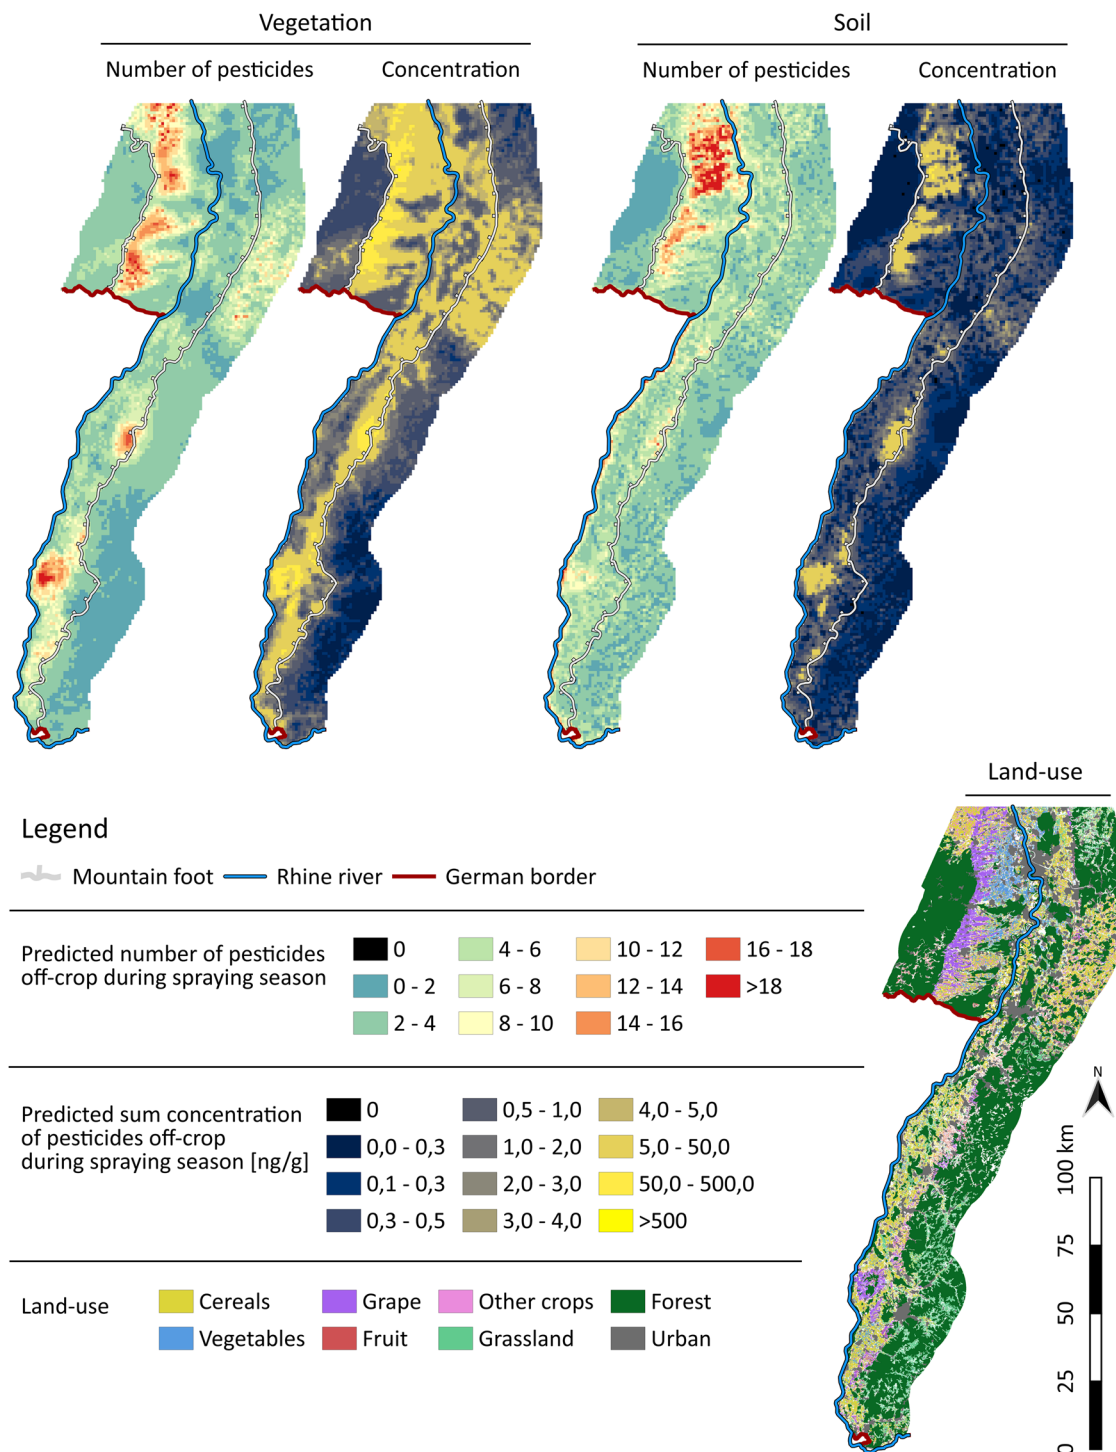 Vegetation
Soil
Number of pesticides
Concentration
Number of pesticides
Concentration
Land-use
Legend
Mountain foot
Rhine river
German border
Predicted number of pesticides
off-crop during spraying season
0
0 - 2
2 - 4
4 - 6
6 - 8
8 - 10
10 - 12
12 - 14
14 - 16
16 - 18
>18
Predicted sum concentration
of pesticides off-crop
during spraying season [ng/g]
0
0,0 - 0,3
0,1 - 0,3
0,3 - 0,5
0,5 - 1,0
1,0 - 2,0
2,0 - 3,0
3,0 - 4,0
4,0 - 5,0
5,0 - 50,0
50,0 - 500,0
>500
Land-use
Cereals
Vegetables
Grape
Fruit
Other crops
Grassland
Forest
Urban
N
100 km
75
50
25
0